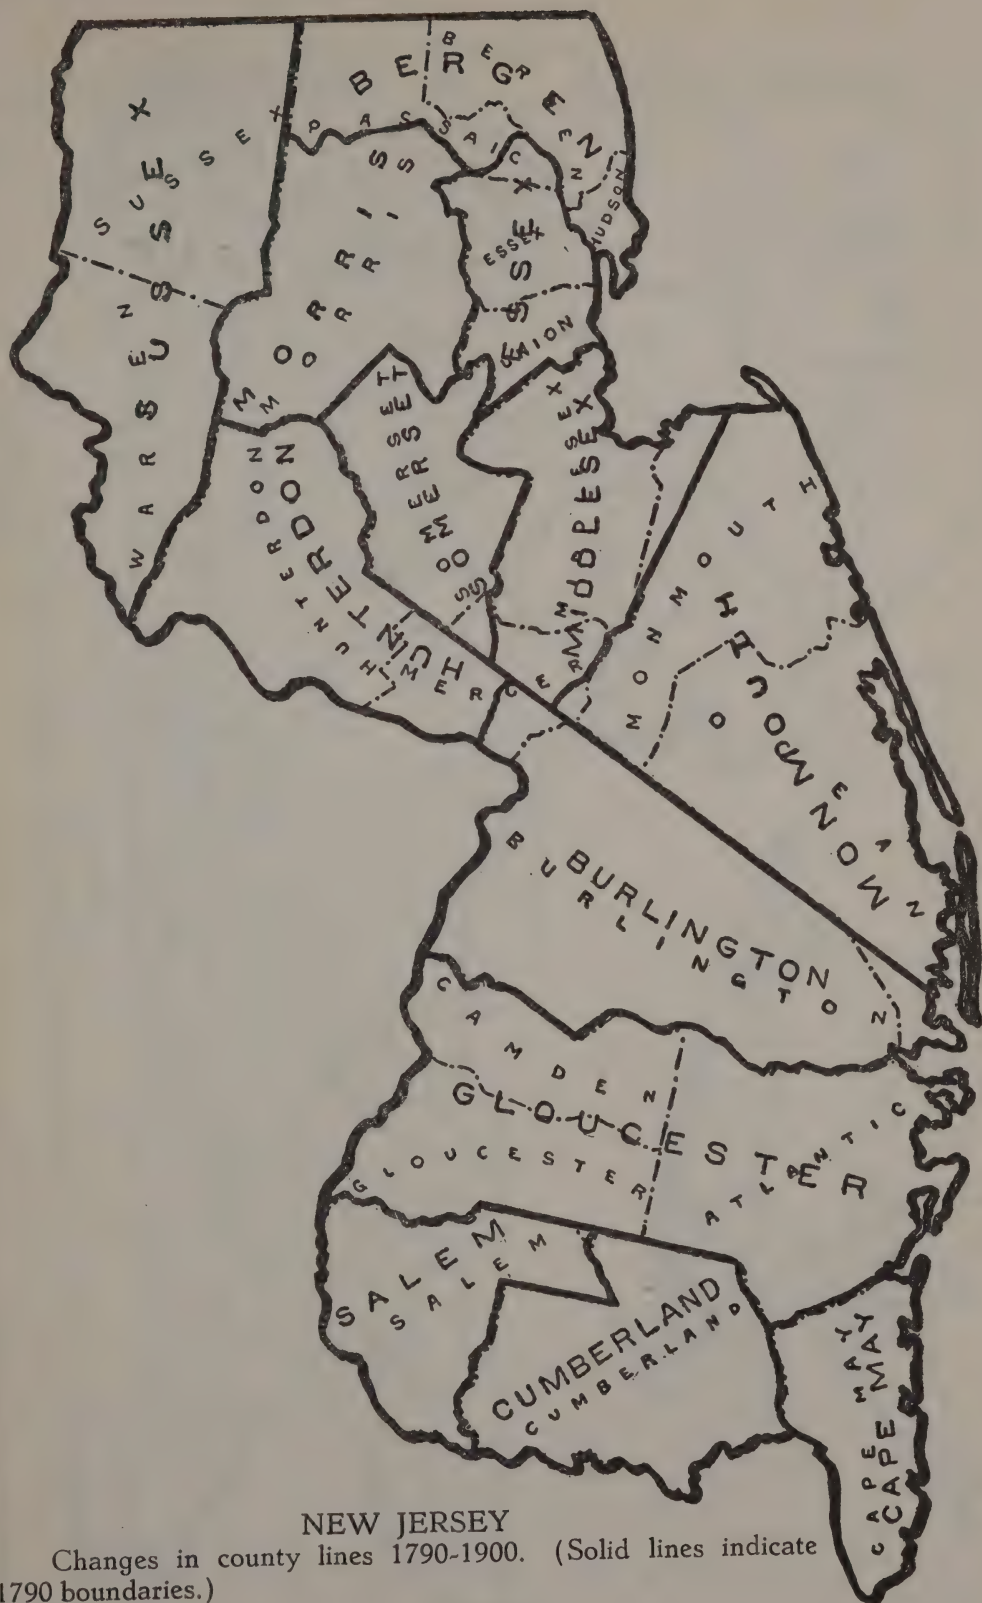 BERGEN
BERGEN
SUSSEX
SUSSEX
PASSAIC
HUDSON
MORRIS
MORRIS
ESSEX
ESSEX
UNION
WARREN
SOMERSET
SOMERSET
MIDDLESEX
MIDDLESEX
HUNTERDON
HUNTERDON
MERCER
MONMOUTH
MONMOUTH
OCEAN
BURLINGTON
BURLINGTON
CAMDEN
GLOUCESTER
GLOUCESTER
ATLANTIC
SALEM
SALEM
CUMBERLAND
CUMBERLAND
CAPE MAY
CAPE MAY
NEW JERSEY
Changes in county lines 1790-1900. (Solid lines indicate
1790 boundaries.)